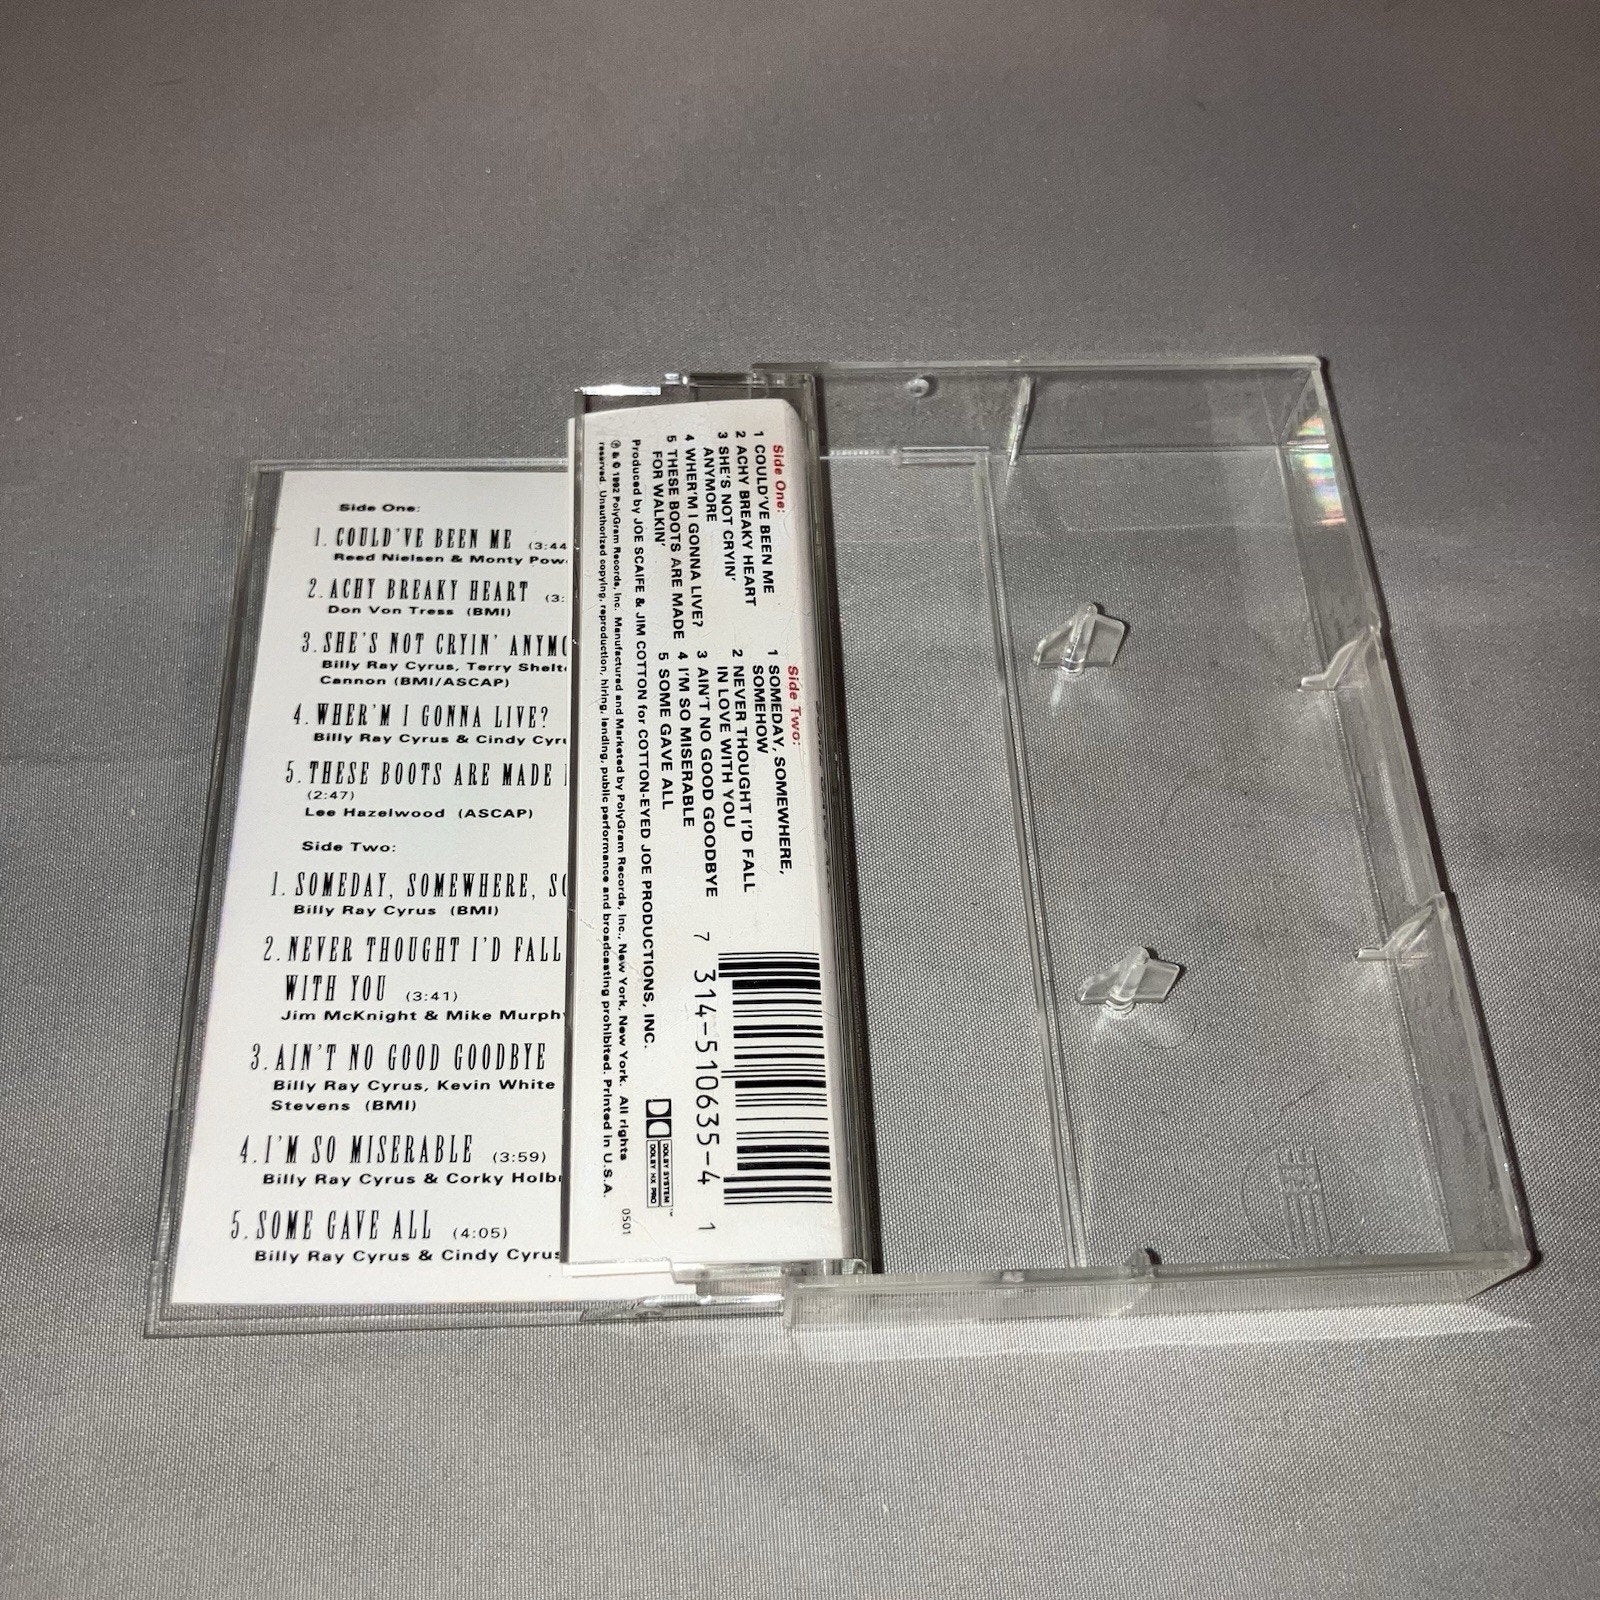 Side One:
1. COULD'VE BEEN ME (3:44
Reed Nielsen & Monty Pow
2. ACHY BREAKY HEART (3:
Don Von Tress (BMI)
3. SHE'S NOT CRYIN' ANYMO
Billy Ray Cyrus, Terry Shelt
Cannon (BMI/ASCAP)
4. WHER'M I GONNA LIVE?
Billy Ray Cyrus & Cindy Cyru
5. THESE BOOTS ARE MADE
(2:47)
Lee Hazelwood (ASCAP)
Side Two:
1. SOMEDAY, SOMEWHERE, SO
Billy Ray Cyrus (BMI)
2. NEVER THOUGHT I'D FALL
WITH YOU (3:41)
Jim McKnight & Mike Murph
3. AIN'T NO GOOD GOODBYE
Billy Ray Cyrus, Kevin White
Stevens (BMI)
4. I'M SO MISERABLE (3:59)
Billy Ray Cyrus & Corky Holb
5. SOME GAVE ALL (4:05)
Billy Ray Cyrus & Cindy Cyrus
Side One:
1 COULD'VE BEEN ME
2 ACHY BREAKY HEART
3 SHE'S NOT CRYIN'
ANYMORE
4 WHER'M I GONNA LIVE?
5 THESE BOOTS ARE MADE
FOR WALKIN'
Side Two:
1 SOMEDAY, SOMEWHERE,
SOMEHOW
2 NEVER THOUGHT I'D FALL
IN LOVE WITH YOU
3 AIN'T NO GOOD GOODBYE
4 I'M SO MISERABLE
5 SOME GAVE ALL
Produced by JOE SCAIFE & JIM COTTON for COTTON-EYED JOE PRODUCTIONS, INC.
℗ & © 1992 PolyGram Records, Inc. Manufactured and Marketed by PolyGram Records, Inc., New York, New York. All rights
reserved. Unauthorized copying, reproduction, hiring, lending, public performance and broadcasting prohibited. Printed in U.S.A.
7 314-510635-4 1
DOLBY SYSTEM™
DOLBY HX PRO
0501